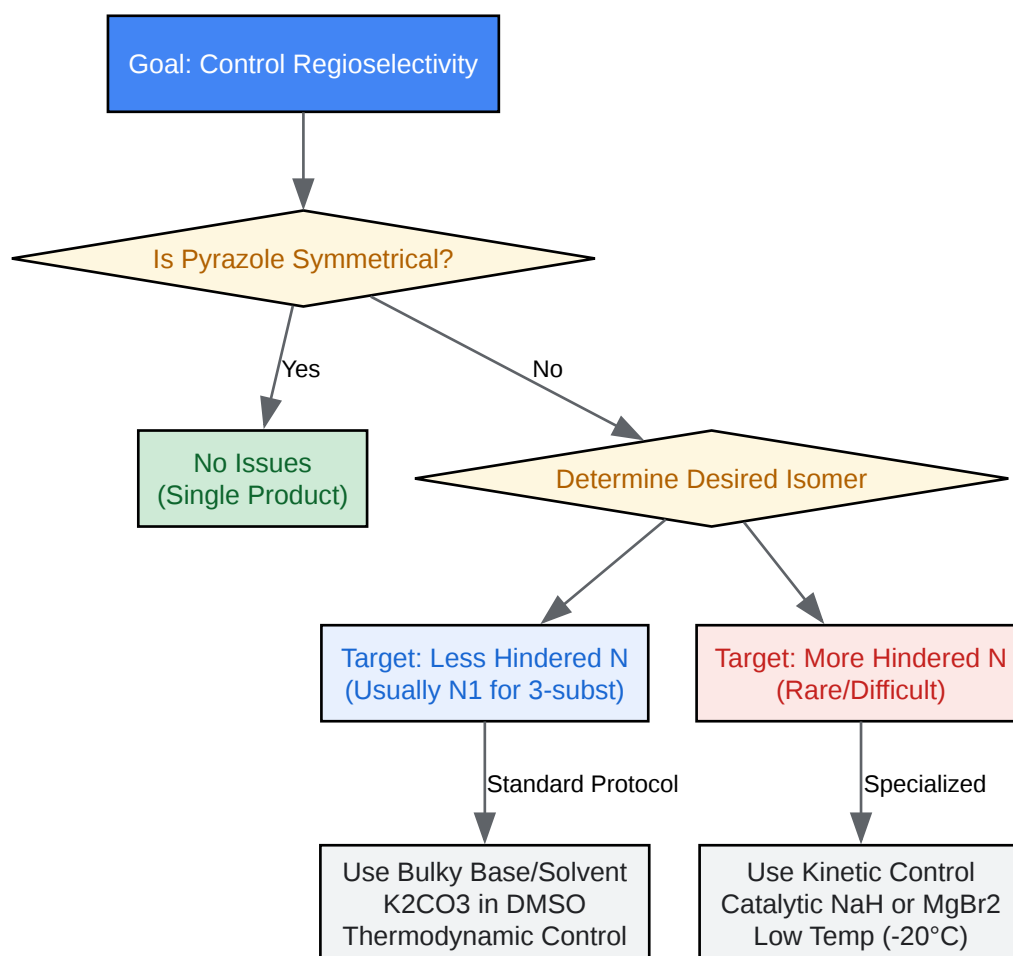 Goal: Control Regioselectivity
Is Pyrazole Symmetrical?
Yes
No
No Issues
(Single Product)
Determine Desired Isomer
Target: Less Hindered N
(Usually N1 for 3-subst)
Target: More Hindered N
(Rare/Difficult)
Standard Protocol
Specialized
Use Bulky Base/Solvent
K2CO3 in DMSO
Thermodynamic Control
Use Kinetic Control
Catalytic NaH or MgBr2
Low Temp (-20°C)